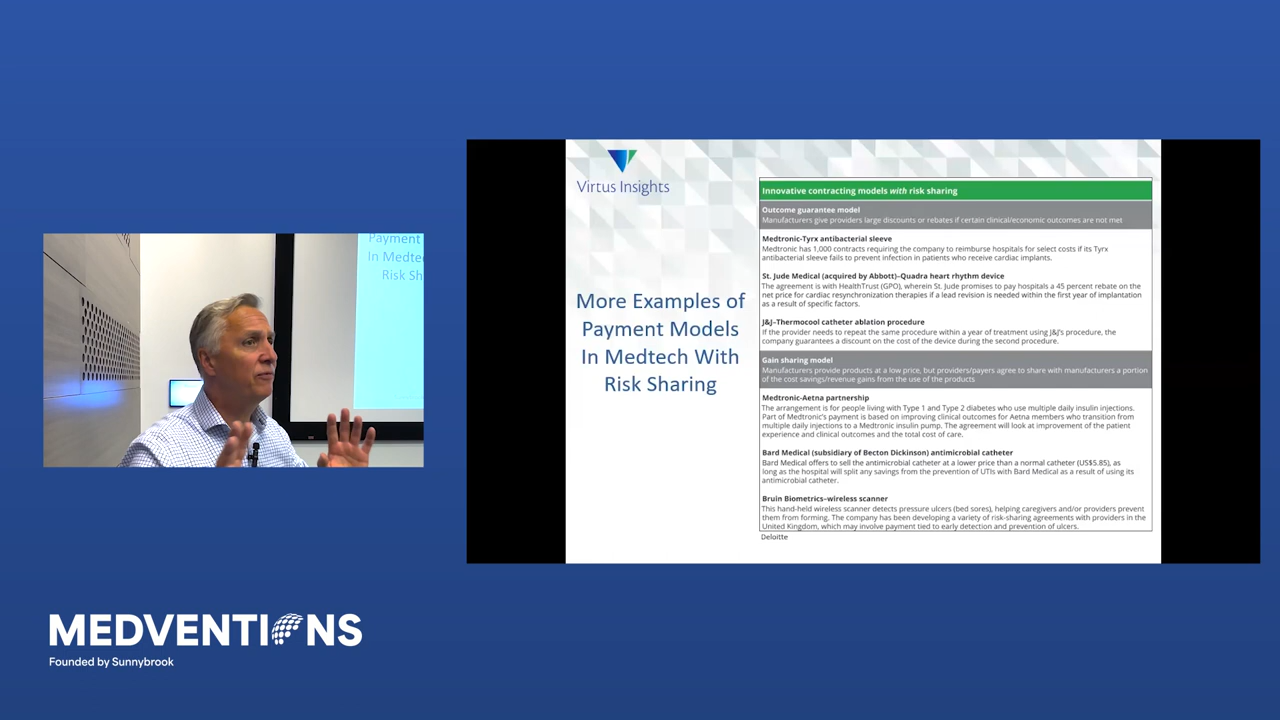 Payment
In Medte
Risk Sh
MEDVENTIONS
Founded by Sunnybrook
Virtus Insights
More Examples of
Payment Models
In Medtech With
Risk Sharing
Innovative contracting models with risk sharing
Outcome guarantee model
Manufacturers give providers large discounts or rebates if certain clinical/economic outcomes are not met
Medtronic-Tyrx antibacterial sleeve
Medtronic has 1,000 contracts requiring the company to reimburse hospitals for select costs if its Tyrx
antibacterial sleeve fails to prevent infection in patients who receive cardiac implants.
St. Jude Medical (acquired by Abbott)–Quadra heart rhythm device
The agreement is with HealthTrust (GPO), wherein St. Jude promises to pay hospitals a 45 percent rebate on the
net price for cardiac resynchronization therapies if a lead revision is needed within the first year of implantation
as a result of specific factors.
J&J–Thermocool catheter ablation procedure
If the provider needs to repeat the same procedure within a year of treatment using J&J's procedure, the
company guarantees a discount on the cost of the device during the second procedure.
Gain sharing model
Manufacturers provide products at a low price, but providers/payers agree to share with manufacturers a portion
of the cost savings/revenue gains from the use of the products
Medtronic-Aetna partnership
The arrangement is for people living with Type 1 and Type 2 diabetes who use multiple daily insulin injections.
Part of Medtronic's payment is based on improving clinical outcomes for Aetna members who transition from
multiple daily injections to a Medtronic insulin pump. The agreement will look at improvement of the patient
experience and clinical outcomes and the total cost of care.
Bard Medical (subsidiary of Becton Dickinson) antimicrobial catheter
Bard Medical offers to sell the antimicrobial catheter at a lower price than a normal catheter (US$5.85), as
long as the hospital will split any savings from the prevention of UTIs with Bard Medical as a result of using its
antimicrobial catheter.
Bruin Biometrics–wireless scanner
This hand-held wireless scanner detects pressure ulcers (bed sores), helping caregivers and/or providers prevent
them from forming. The company has been developing a variety of risk-sharing agreements with providers in the
United Kingdom, which may involve payment tied to early detection and prevention of ulcers.
Deloitte